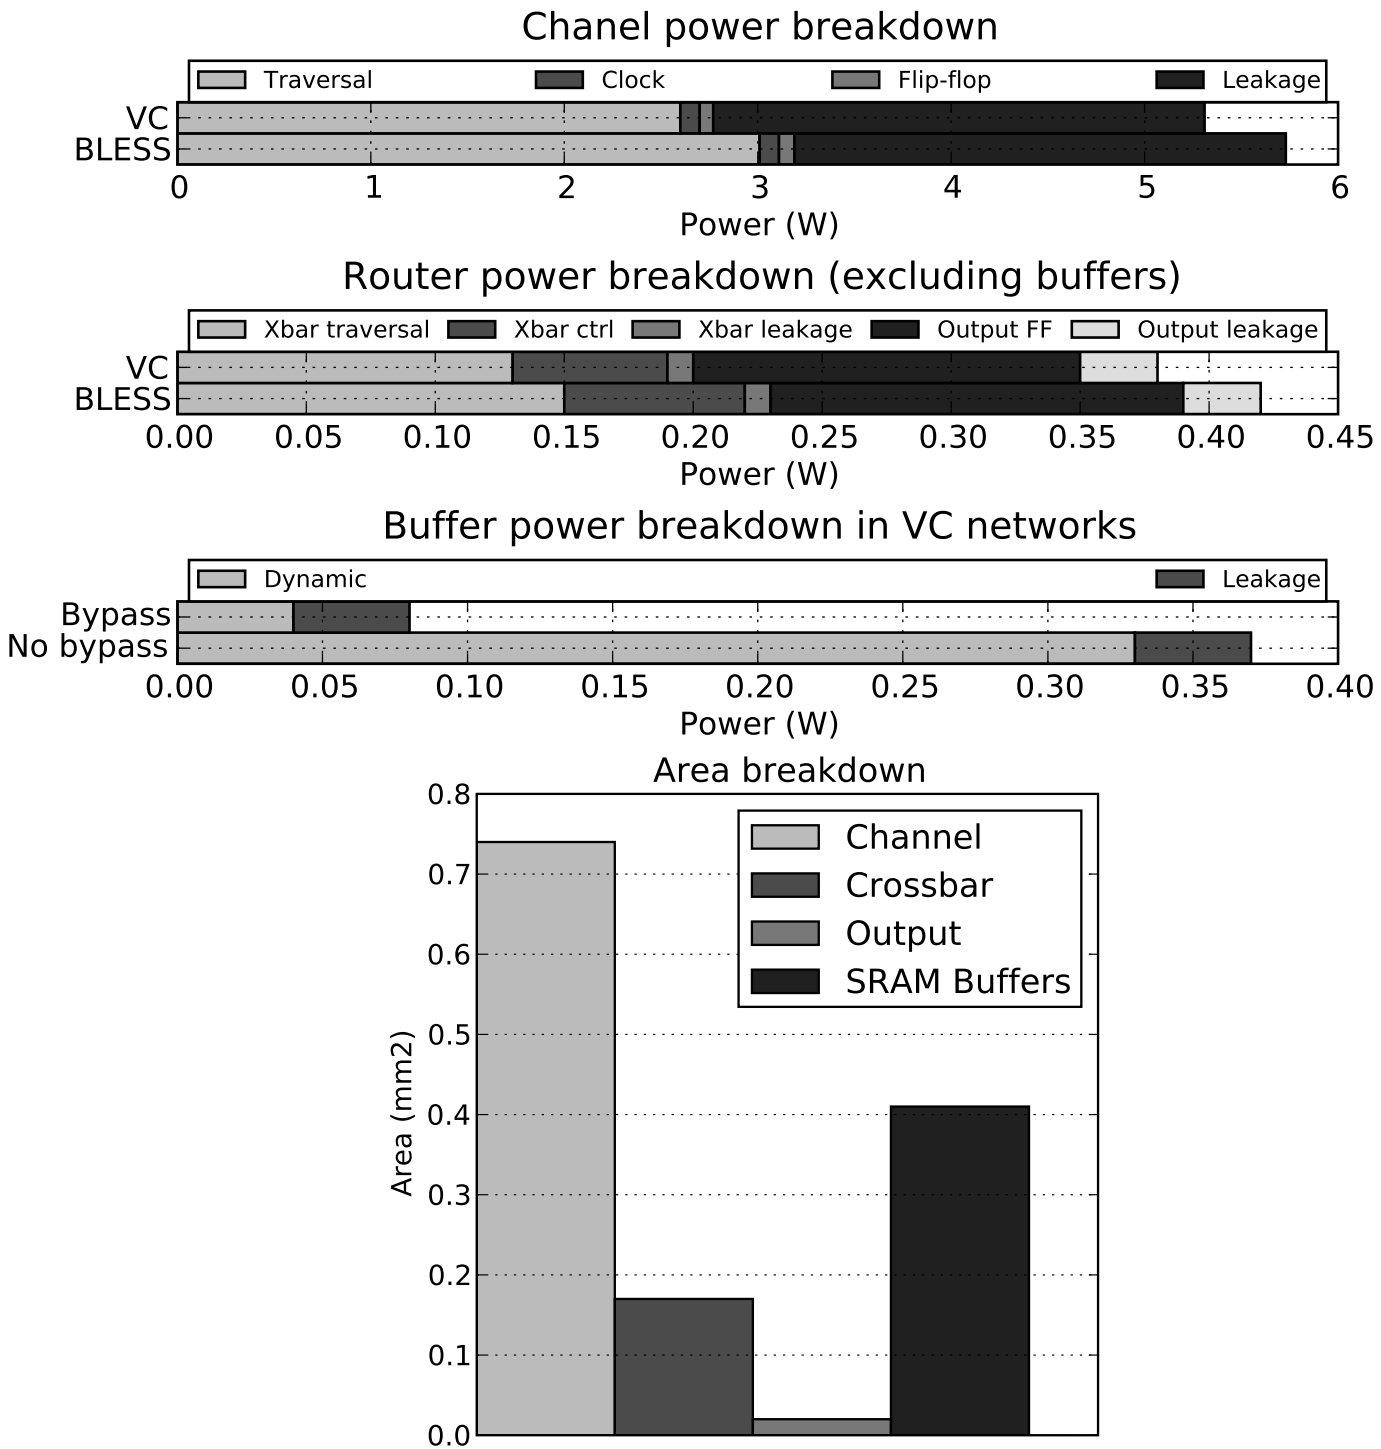 Chanel power breakdown
Traversal Clock Flip-flop Leakage
VC
BLESS
0 1 2 3 4 5 6
Power (W)
Router power breakdown (excluding buffers)
Xbar traversal Xbar ctrl Xbar leakage Output FF Output leakage
VC
BLESS
0.00 0.05 0.10 0.15 0.20 0.25 0.30 0.35 0.40 0.45
Power (W)
Buffer power breakdown in VC networks
Dynamic Leakage
Bypass
No bypass
0.00 0.05 0.10 0.15 0.20 0.25 0.30 0.35 0.40
Power (W)
Area breakdown
0.8
Channel
0.7
Crossbar
Output
0.6
SRAM Buffers
0.5
Area (mm2)
0.4
0.3
0.2
0.1
0.0